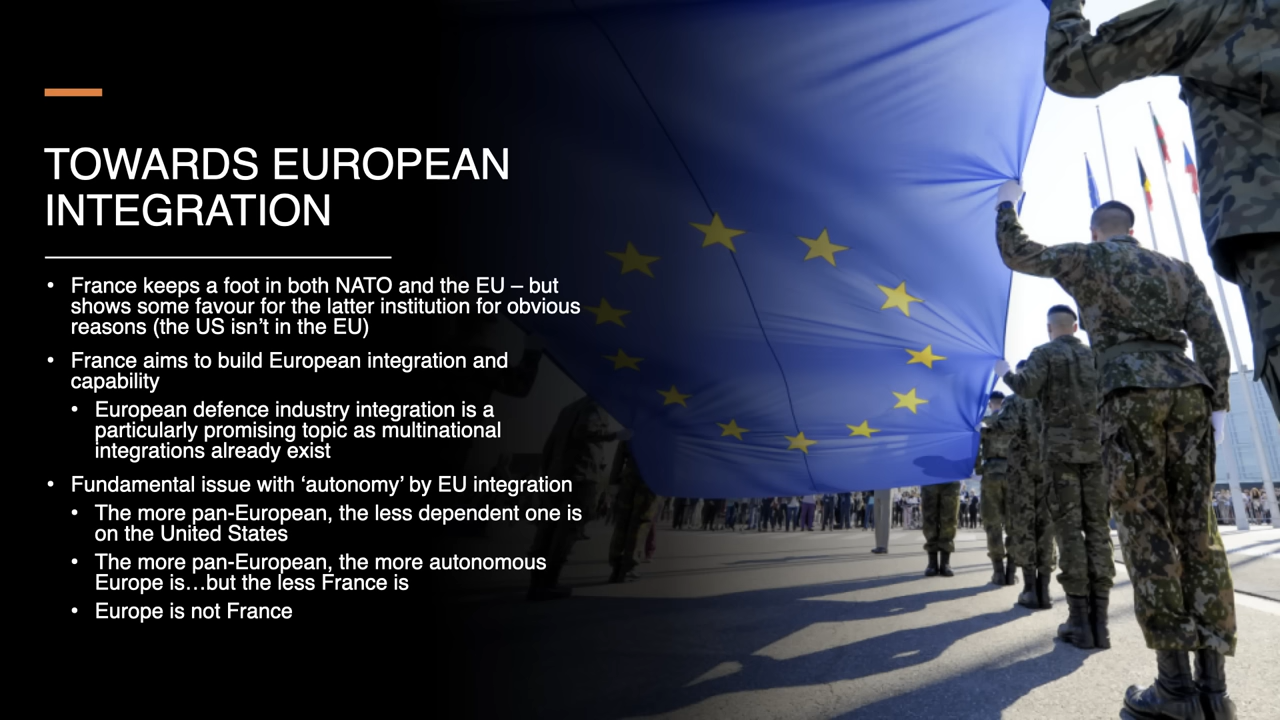 TOWARDS EUROPEAN
INTEGRATION
• France keeps a foot in both NATO and the EU – but
shows some favour for the latter institution for obvious
reasons (the US isn’t in the EU)
• France aims to build European integration and
capability
• European defence industry integration is a
particularly promising topic as multinational
integrations already exist
• Fundamental issue with ‘autonomy’ by EU integration
• The more pan-European, the less dependent one is
on the United States
• The more pan-European, the more autonomous
Europe is…but the less France is
• Europe is not France